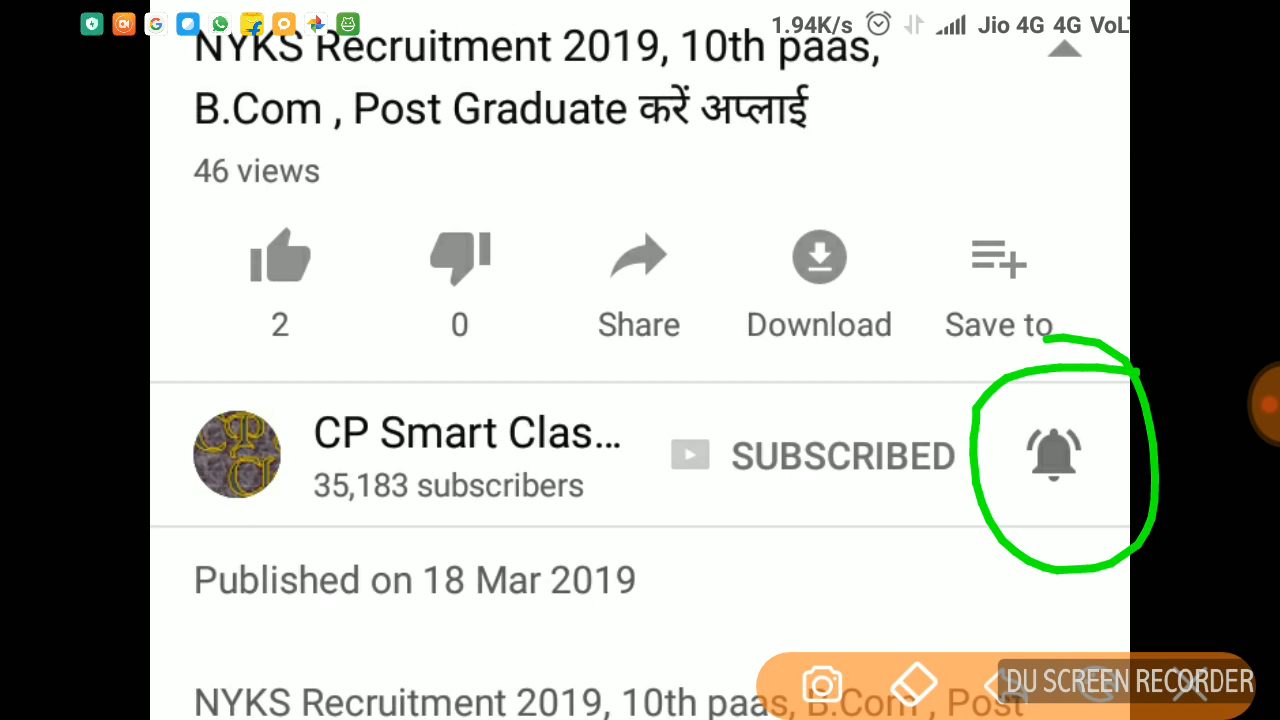 1.94K/s Jio 4G 4G VoL
NYKS Recruitment 2019, 10th paas,
B.Com , Post Graduate करें अप्लाई
46 views
2 0 Share Download Save to
CP Smart Clas... SUBSCRIBED
35,183 subscribers
Published on 18 Mar 2019
NYKS Recruitment 2019, 10th paas, B.Com , Post
DU SCREEN RECORDER